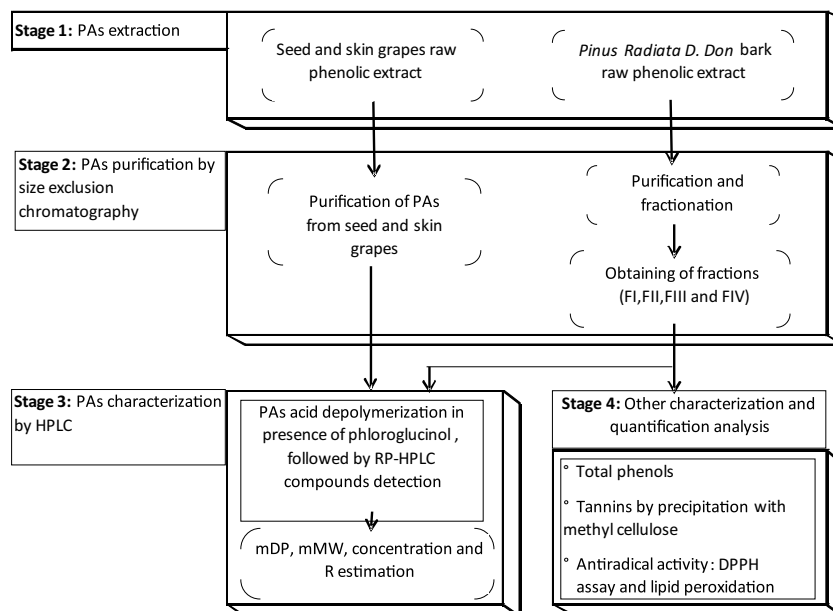 Stage 1: PAs extraction
Seed and skin grapes raw
phenolic extract
Pinus Radiata D. Don bark
raw phenolic extract
Stage 2: PAs purification by
size exclusion
chromatography
Purification of PAs
from seed and skin
grapes
Purification and
fractionation
Obtaining of fractions
(FI,FII,FIII and FIV)
Stage 3: PAs characterization
by HPLC
PAs acid depolymerization in
presence of phloroglucinol ,
followed by RP-HPLC
compounds detection
mDP, mMW, concentration and
R estimation
Stage 4: Other characterization and
quantification analysis
° Total phenols
° Tannins by precipitation with
methyl cellulose
° Antiradical activity: DPPH
assay and lipid peroxidation